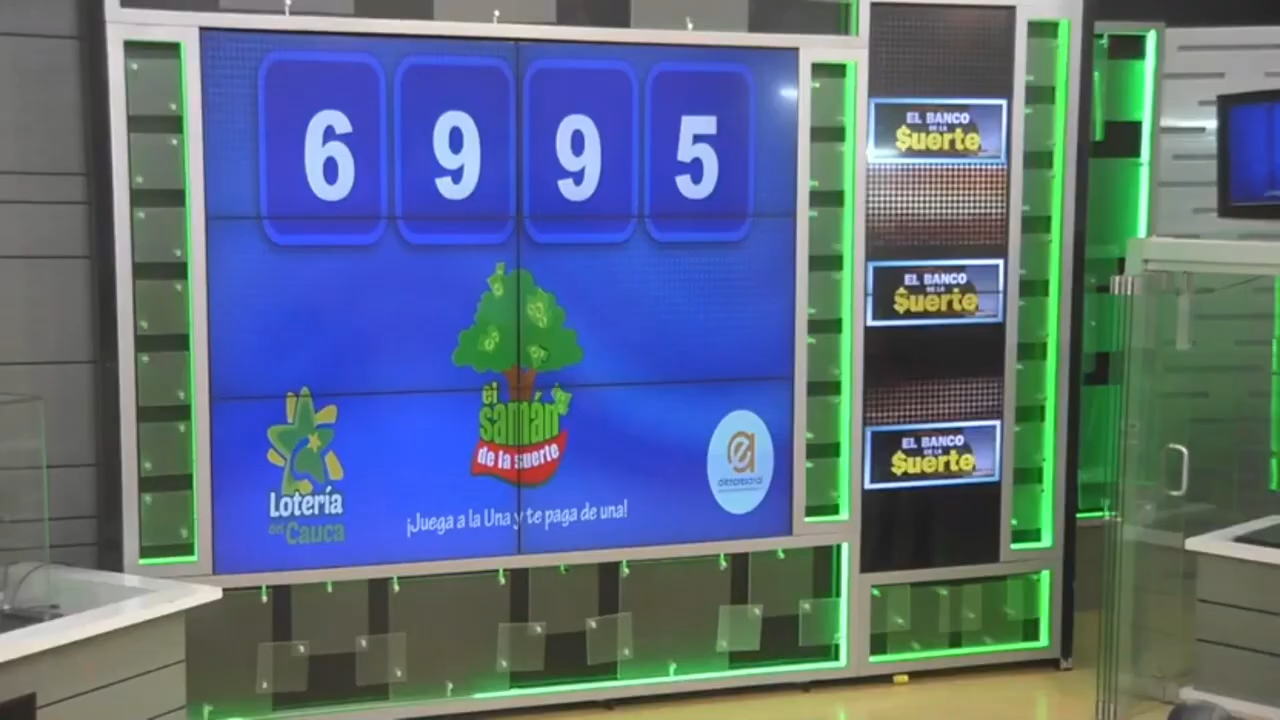 6 9 9 5
el
samán
de la suerte
Lotería
del Cauca
¡Juega a la Una y te paga de una!
EL BANCO
DE LA
$uerte
EL BANCO
DE LA
$uerte
EL BANCO
DE LA
$uerte